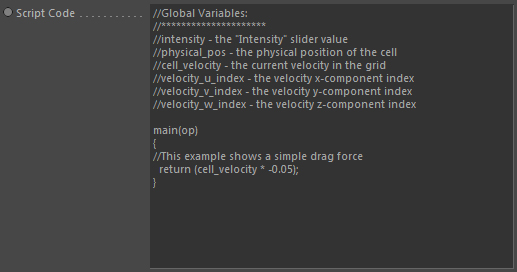 Script Code . . . . . . . . . . .
//Global Variables:
//*********************
//intensity - the "Intensity" slider value
//physical_pos - the physical position of the cell
//cell_velocity - the current velocity in the grid
//velocity_u_index - the velocity x-component index
//velocity_v_index - the velocity y-component index
//velocity_w_index - the velocity z-component index
main(op)
{
//This example shows a simple drag force
return (cell_velocity * -0.05);
}